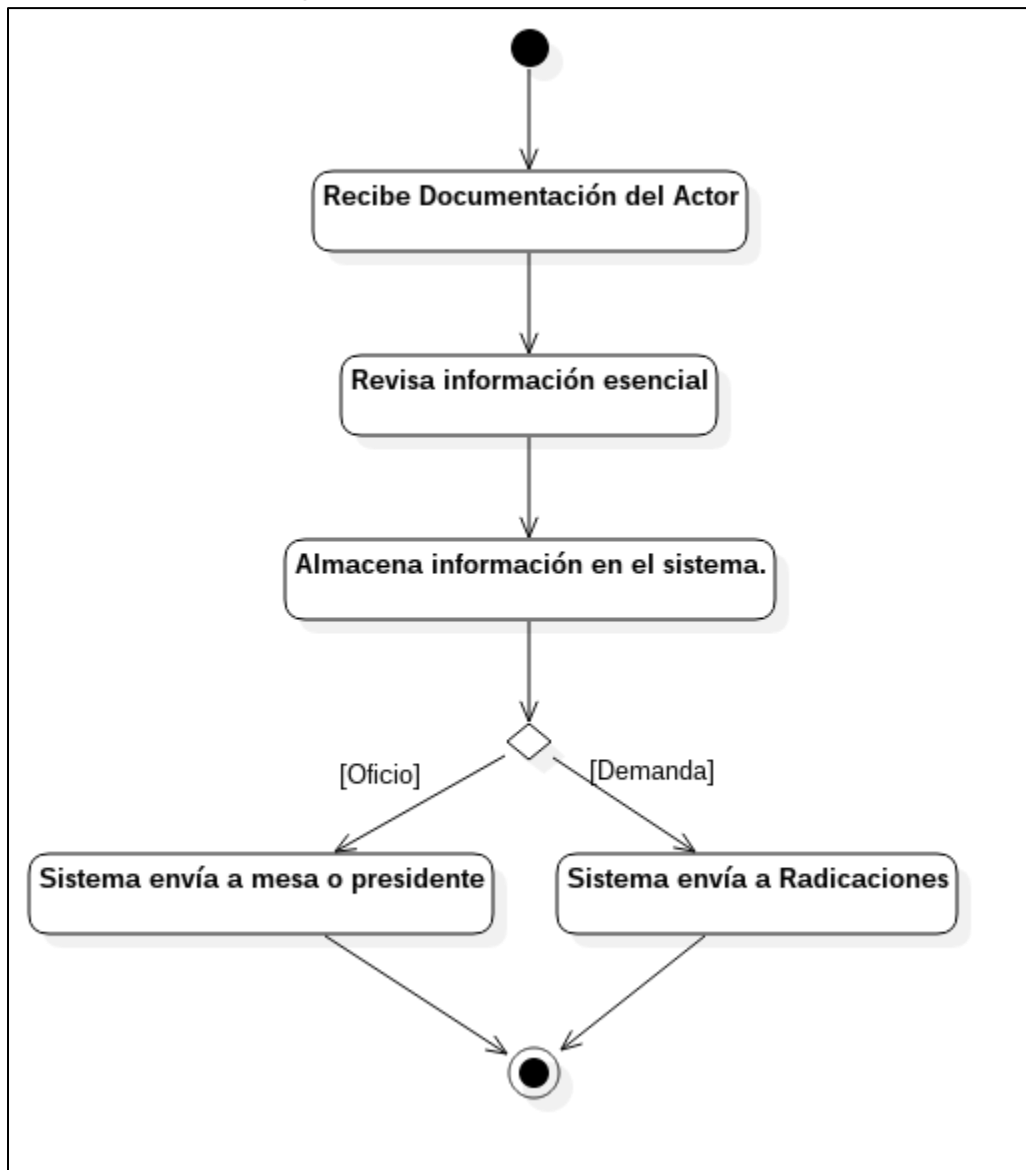 Recibe Documentación del Actor
Revisa información esencial
Almacena información en el sistema.
[Oficio]
[Demanda]
Sistema envía a mesa o presidente
Sistema envía a Radicaciones